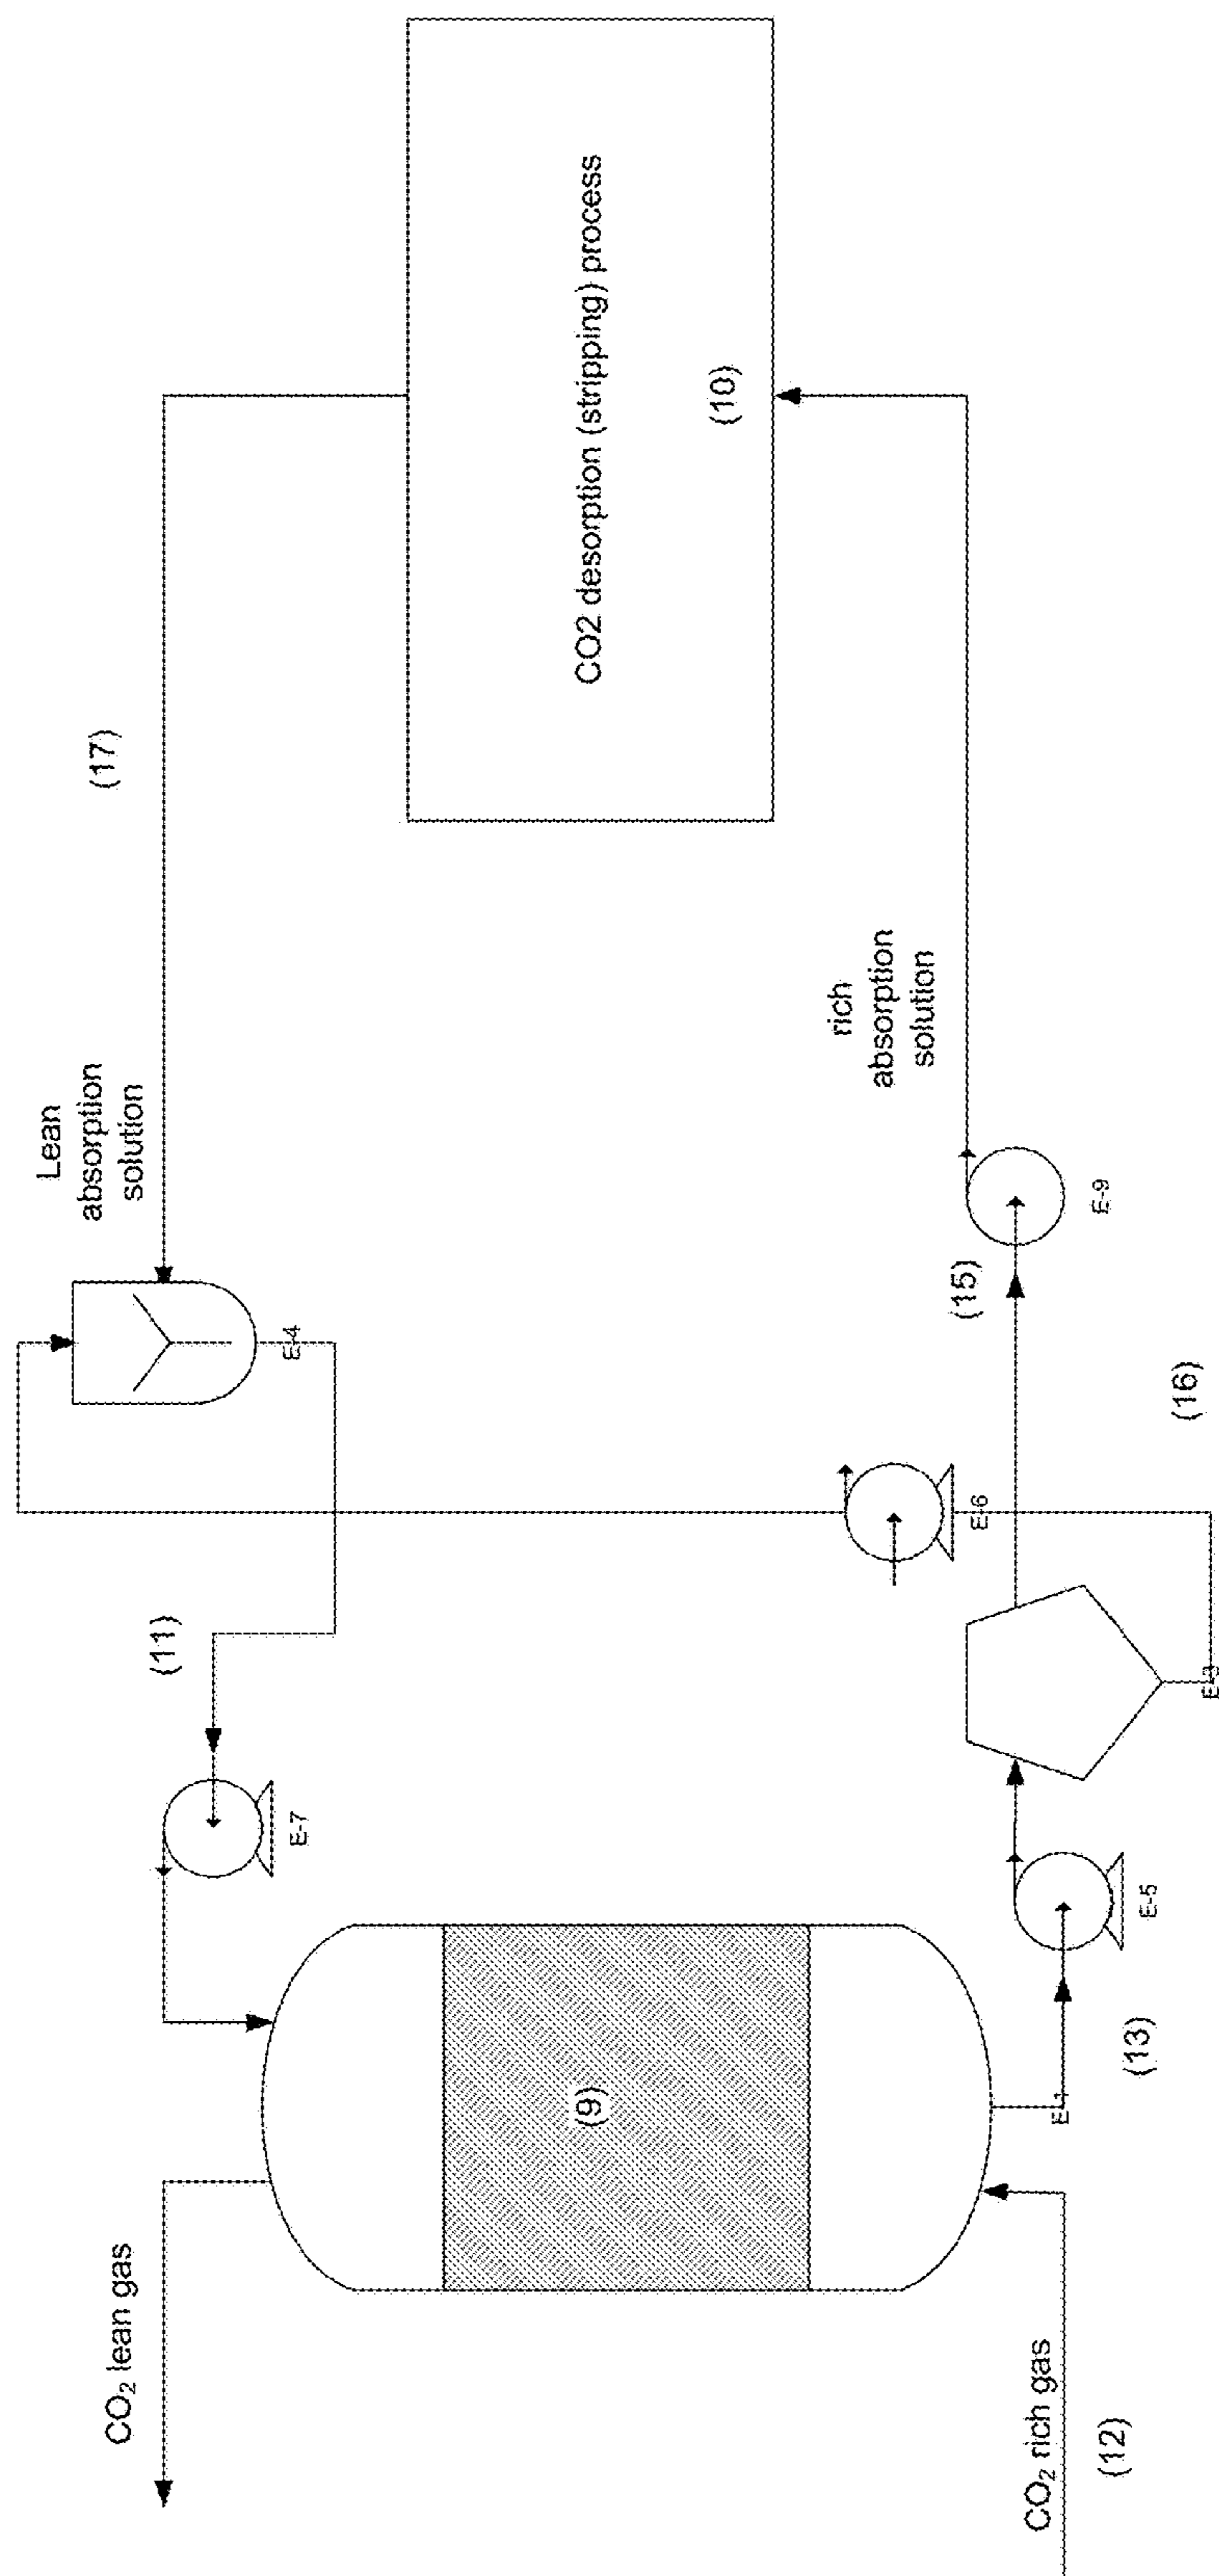 CO2 desorption (stripping) process
(10)
(17)
Lean
absorption
solution
rich
absorption
solution
E-9
(15)
E-4
(16)
E-6
(11)
E-3
E-7
E-5
(9)
(13)
E-1
CO₂ lean gas
CO₂ rich gas
(12)